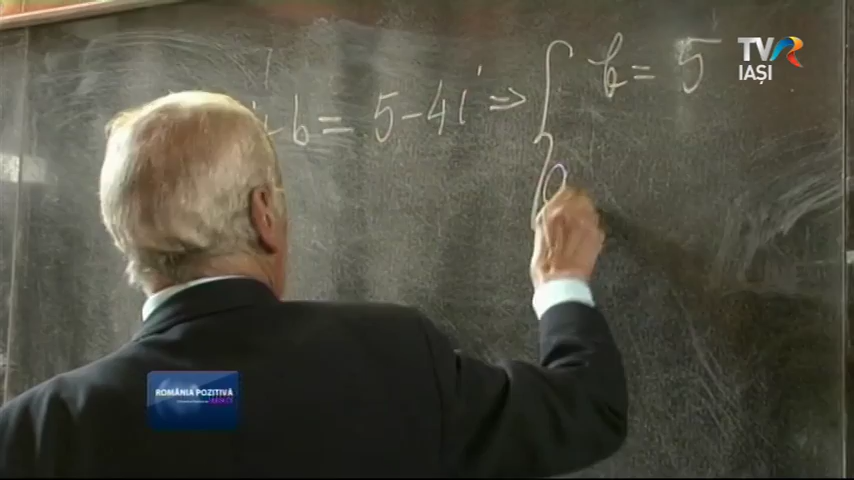 TVR
IAȘI
b = 5
+ b = 5 - 4i ⇒ {
ROMÂNIA POZITIVĂ